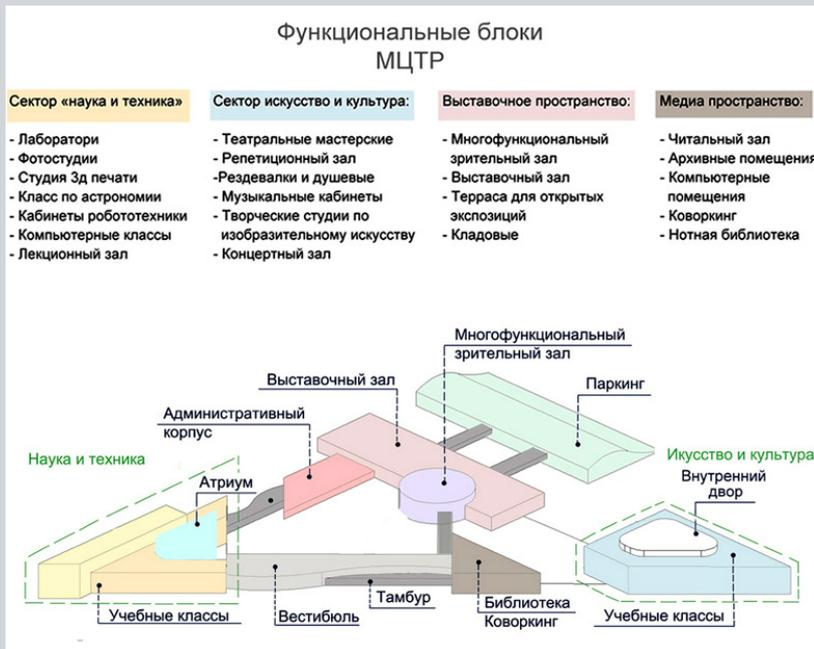 Функциональные блоки
МЦТР
Сектор «наука и техника»
- Лаборатори
- Фотостудии
- Студия 3д печати
- Класс по астрономии
- Кабинеты робототехники
- Компьютерные классы
- Лекционный зал
Сектор искусство и культура:
- Театральные мастерские
- Репетиционный зал
-Рездевалки и душевые
- Музыкальные кабинеты
- Творческие студии по
изобразительному искусству
- Концертный зал
Выставочное пространство:
- Многофункциональный
зрительный зал
- Выставочный зал
- Терраса для открытых
экспозиций
- Кладовые
Медиа пространство:
- Читальный зал
- Архивные помещения
- Компьютерные
помещения
- Коворкинг
- Нотная библиотека
Многофункциональный
зрительный зал
Выставочный зал
Паркинг
Административный
корпус
Наука и техника
Икусство и культура
Атриум
Внутренний
двор
Учебные классы
Вестибюль
Тамбур
Библиотека
Коворкинг
Учебные классы